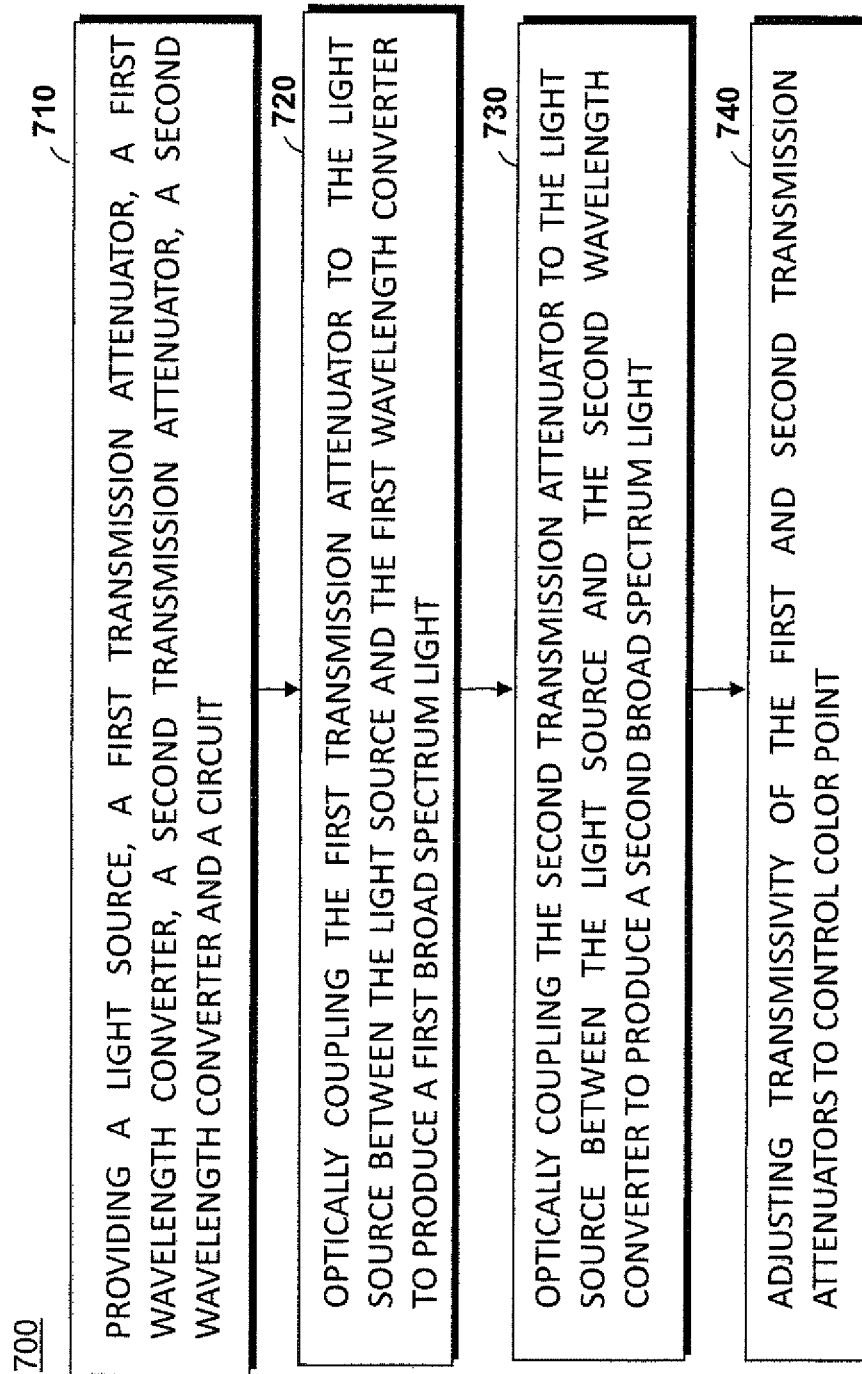 700
710
PROVIDING A LIGHT SOURCE, A FIRST TRANSMISSION ATTENUATOR, A FIRST
WAVELENGTH CONVERTER, A SECOND TRANSMISSION ATTENUATOR, A SECOND
WAVELENGTH CONVERTER AND A CIRCUIT
720
OPTICALLY COUPLING THE FIRST TRANSMISSION ATTENUATOR TO THE LIGHT
SOURCE BETWEEN THE LIGHT SOURCE AND THE FIRST WAVELENGTH CONVERTER
TO PRODUCE A FIRST BROAD SPECTRUM LIGHT
730
OPTICALLY COUPLING THE SECOND TRANSMISSION ATTENUATOR TO THE LIGHT
SOURCE BETWEEN THE LIGHT SOURCE AND THE SECOND WAVELENGTH
CONVERTER TO PRODUCE A SECOND BROAD SPECTRUM LIGHT
740
ADJUSTING TRANSMISSIVITY OF THE FIRST AND SECOND TRANSMISSION
ATTENUATORS TO CONTROL COLOR POINT